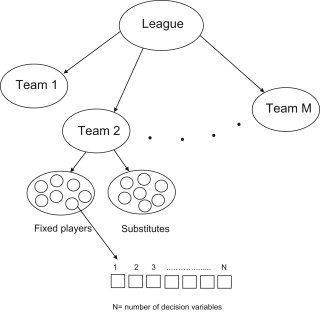 League
Team 1
Team M
Team 2
Fixed players
Substitutes
1 2 3 ................... N
N= number of decision variables